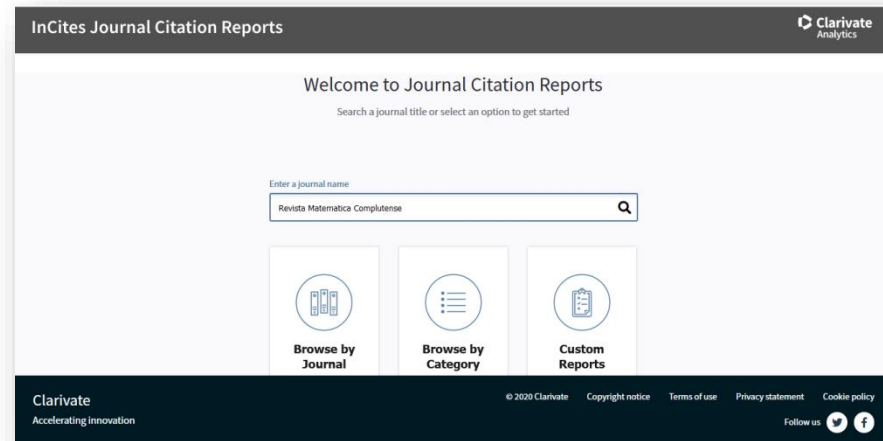 InCites Journal Citation Reports
Clarivate
Analytics
Welcome to Journal Citation Reports
Search a journal title or select an option to get started
Enter a journal name
Revista Matematica Complutense
Browse by
Journal
Browse by
Category
Custom
Reports
Clarivate
Accelerating innovation
© 2020 Clarivate Copyright notice Terms of use Privacy statement Cookie policy
Follow us